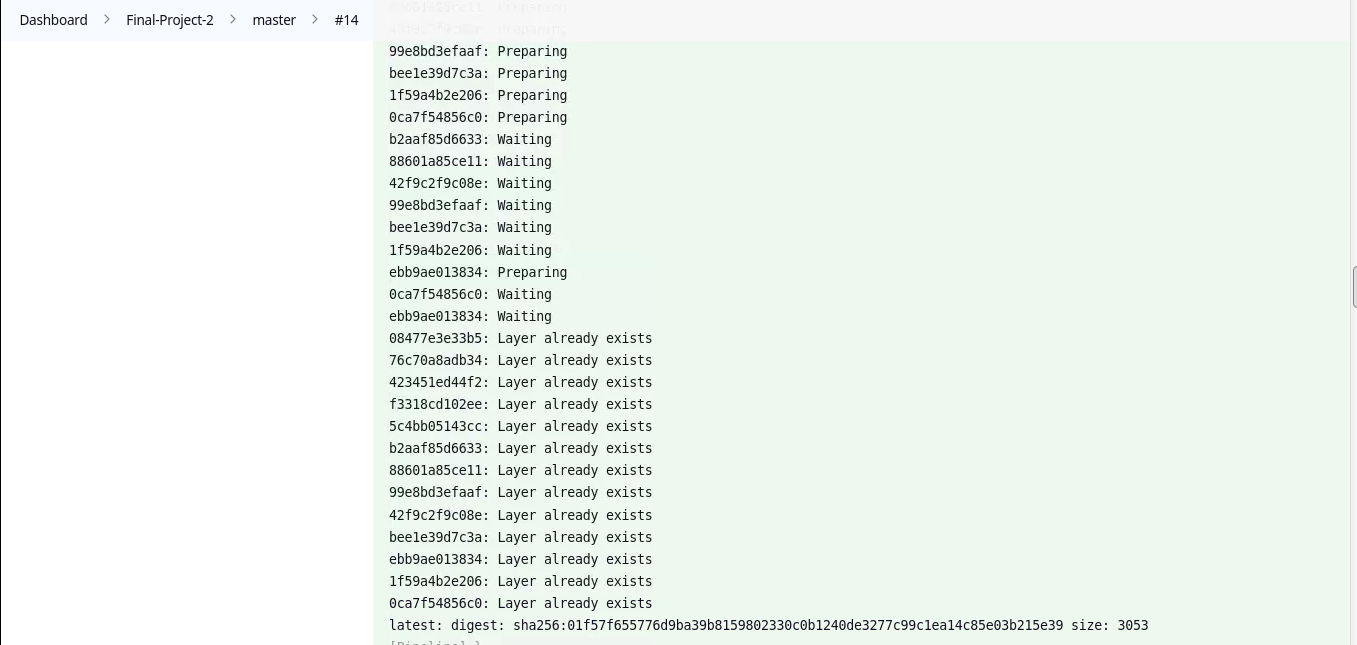 Dashboard > Final-Project-2 > master > #14
99e8bd3efaaf: Preparing
bee1e39d7c3a: Preparing
1f59a4b2e206: Preparing
0ca7f54856c0: Preparing
b2aaf85d6633: Waiting
88601a85ce11: Waiting
42f9c2f9c08e: Waiting
99e8bd3efaaf: Waiting
bee1e39d7c3a: Waiting
1f59a4b2e206: Waiting
ebb9ae013834: Preparing
0ca7f54856c0: Waiting
ebb9ae013834: Waiting
08477e3e33b5: Layer already exists
76c70a8adb34: Layer already exists
423451ed44f2: Layer already exists
f3318cd102ee: Layer already exists
5c4bb05143cc: Layer already exists
b2aaf85d6633: Layer already exists
88601a85ce11: Layer already exists
99e8bd3efaaf: Layer already exists
42f9c2f9c08e: Layer already exists
bee1e39d7c3a: Layer already exists
ebb9ae013834: Layer already exists
1f59a4b2e206: Layer already exists
0ca7f54856c0: Layer already exists
latest: digest: sha256:01f57f655776d9ba39b8159802330c0b1240de3277c99c1ea14c85e03b215e39 size: 3053